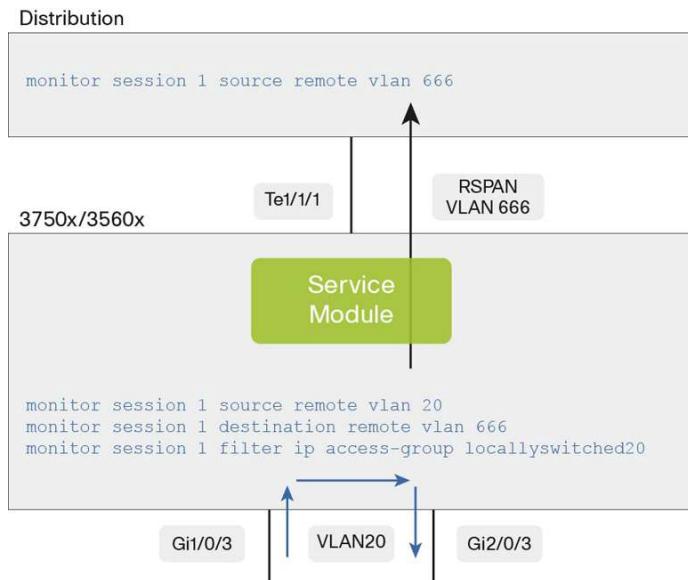 Distribution
monitor session 1 source remote vlan 666
Te1/1/1
RSPAN
VLAN 666
3750x/3560x
Service
Module
monitor session 1 source remote vlan 20
monitor session 1 destination remote vlan 666
monitor session 1 filter ip access-group locallyswitched20
Gi1/0/3
VLAN20
Gi2/0/3